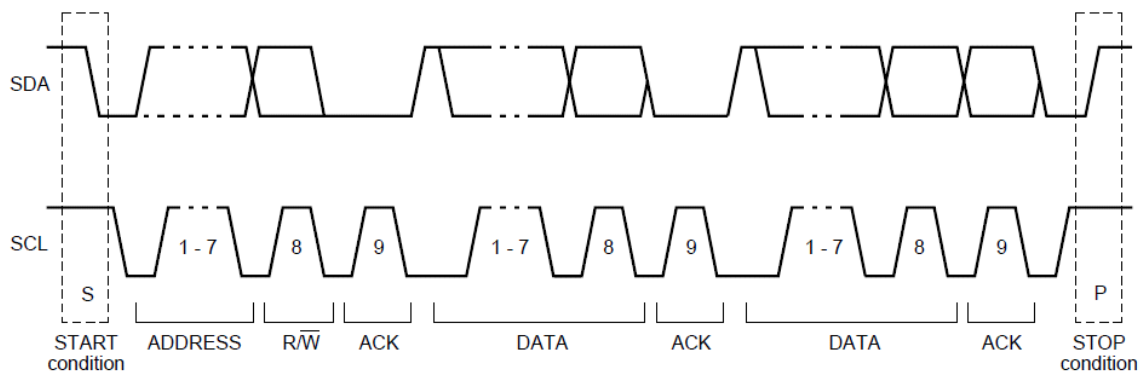 SDA
SCL
1 - 7
8
9
1 - 7
8
9
1 - 7
8
9
S
P
START
condition
ADDRESS
R/W̅
ACK
DATA
ACK
DATA
ACK
STOP
condition